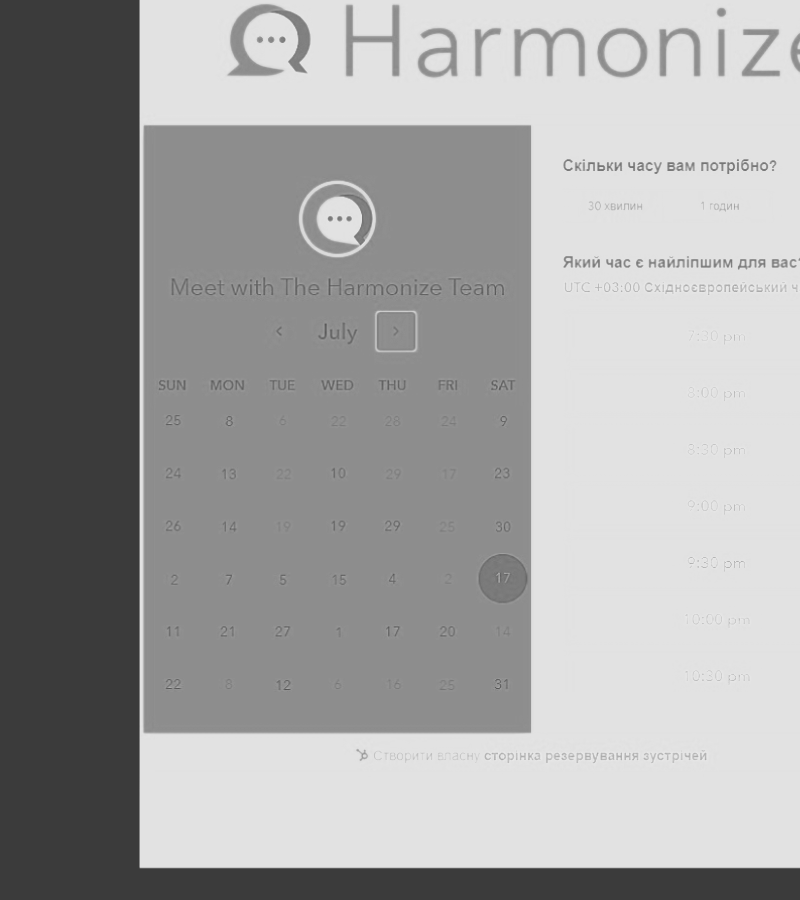 Harmonize
Meet with The Harmonize Team
July
SUN MON TUE WED THU FRI SAT
25 8 6 22 28 24 9
24 13 22 10 29 17 23
26 14 19 19 29 25 30
2 7 5 15 4 2 17
11 21 27 1 17 20 14
22 8 12 6 16 25 31
Скільки часу вам потрібно?
30 хвилин 1 годин
Який час є найліпшим для вас?
UTC +03:00 Східноєвропейський ч
7:30 pm
8:00 pm
8:30 pm
9:00 pm
9:30 pm
10:00 pm
10:30 pm
Створити власну сторінка резервування зустрічей